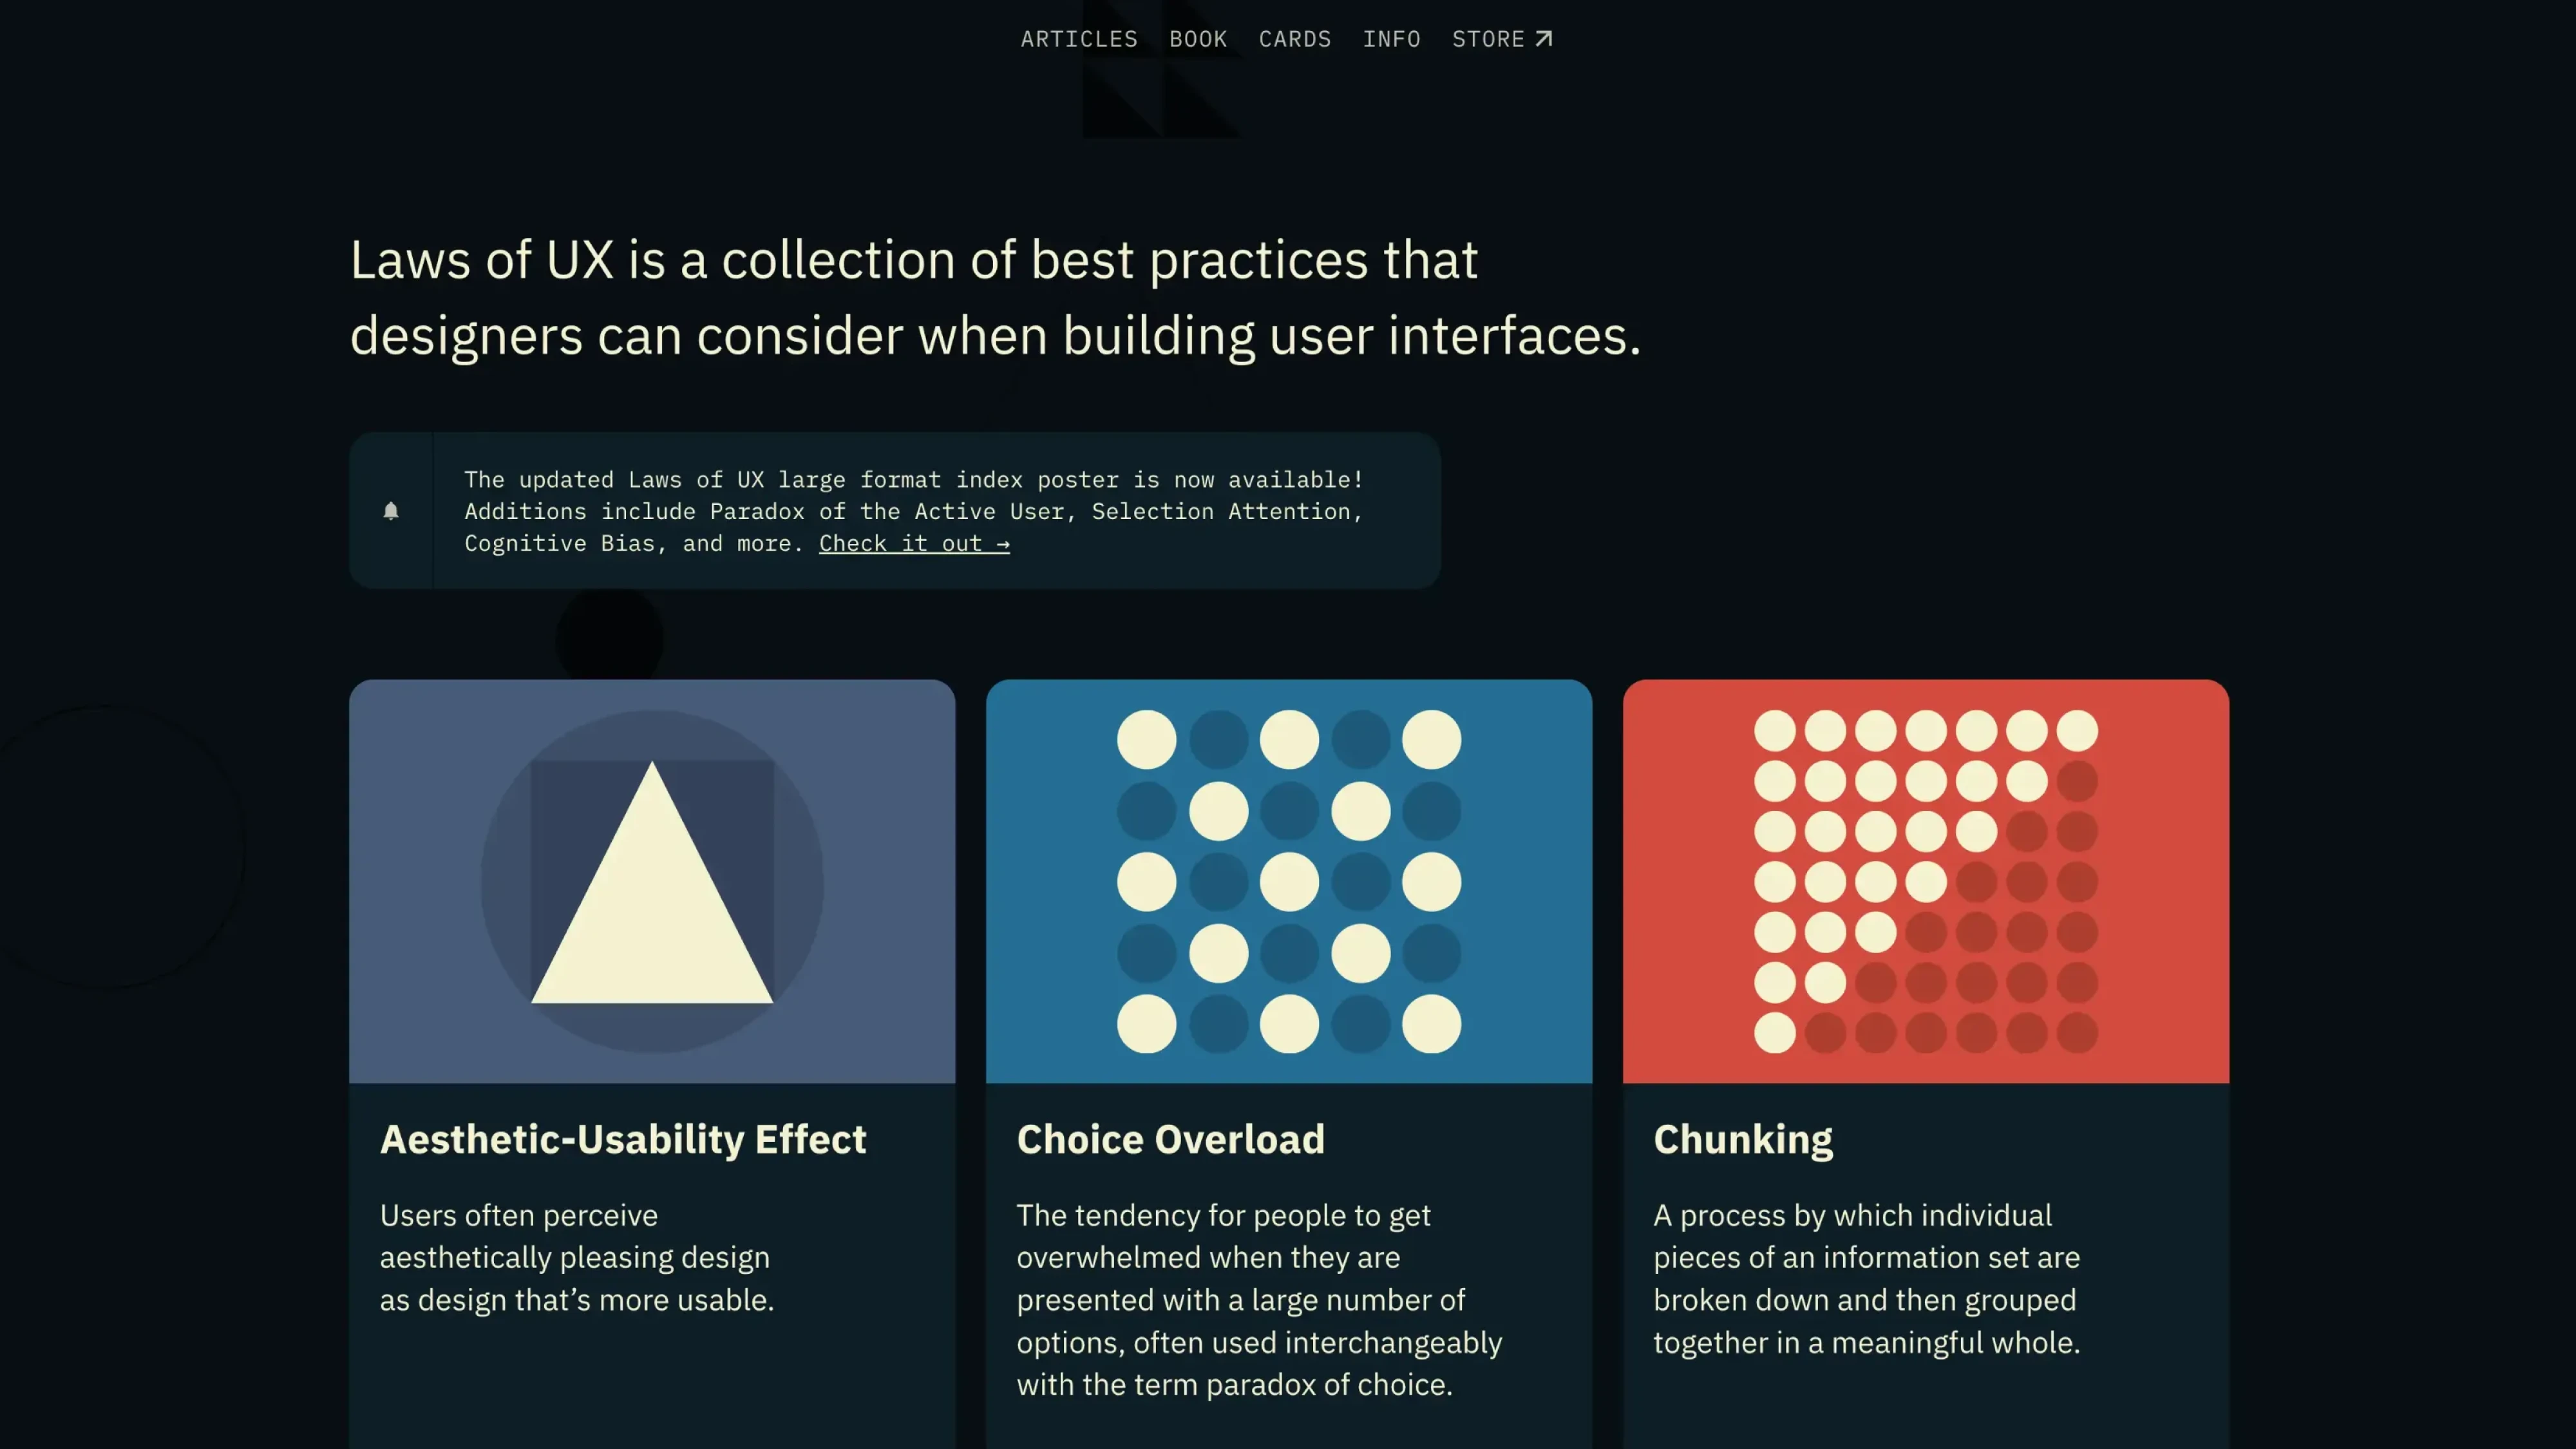 ARTICLES BOOK CARDS INFO STORE
Laws of UX is a collection of best practices that
designers can consider when building user interfaces.
The updated Laws of UX large format index poster is now available!
Additions include Paradox of the Active User, Selection Attention,
Cognitive Bias, and more. Check it out →
Aesthetic-Usability Effect
Users often perceive
aesthetically pleasing design
as design that’s more usable.
Choice Overload
The tendency for people to get
overwhelmed when they are
presented with a large number of
options, often used interchangeably
with the term paradox of choice.
Chunking
A process by which individual
pieces of an information set are
broken down and then grouped
together in a meaningful whole.